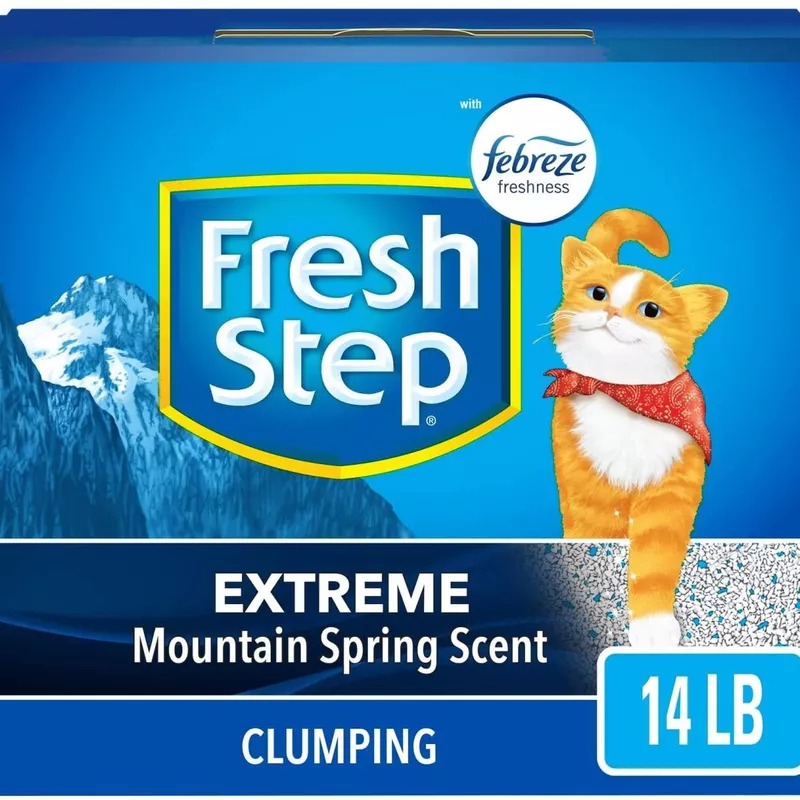 with
febreze
freshness
Fresh
Step®
EXTREME
Mountain Spring Scent
CLUMPING
14 LB